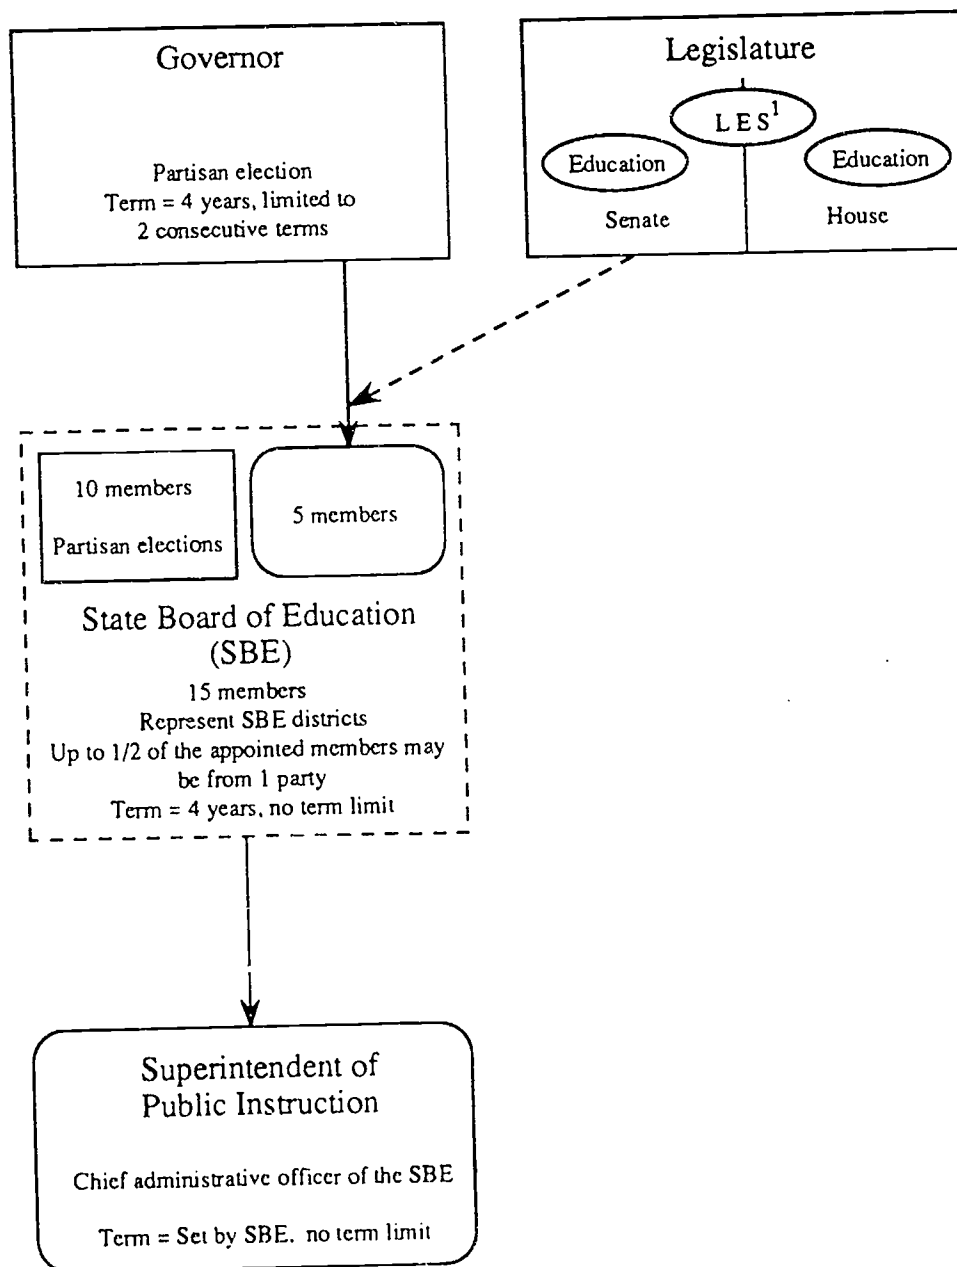 Governor
Partisan election
Term = 4 years, limited to
2 consecutive terms
Legislature
L E S¹
Education
Education
Senate
House
10 members
Partisan elections
5 members
State Board of Education
(SBE)
15 members
Represent SBE districts
Up to 1/2 of the appointed members may
be from 1 party
Term = 4 years, no term limit
Superintendent of
Public Instruction
Chief administrative officer of the SBE
Term = Set by SBE. no term limit